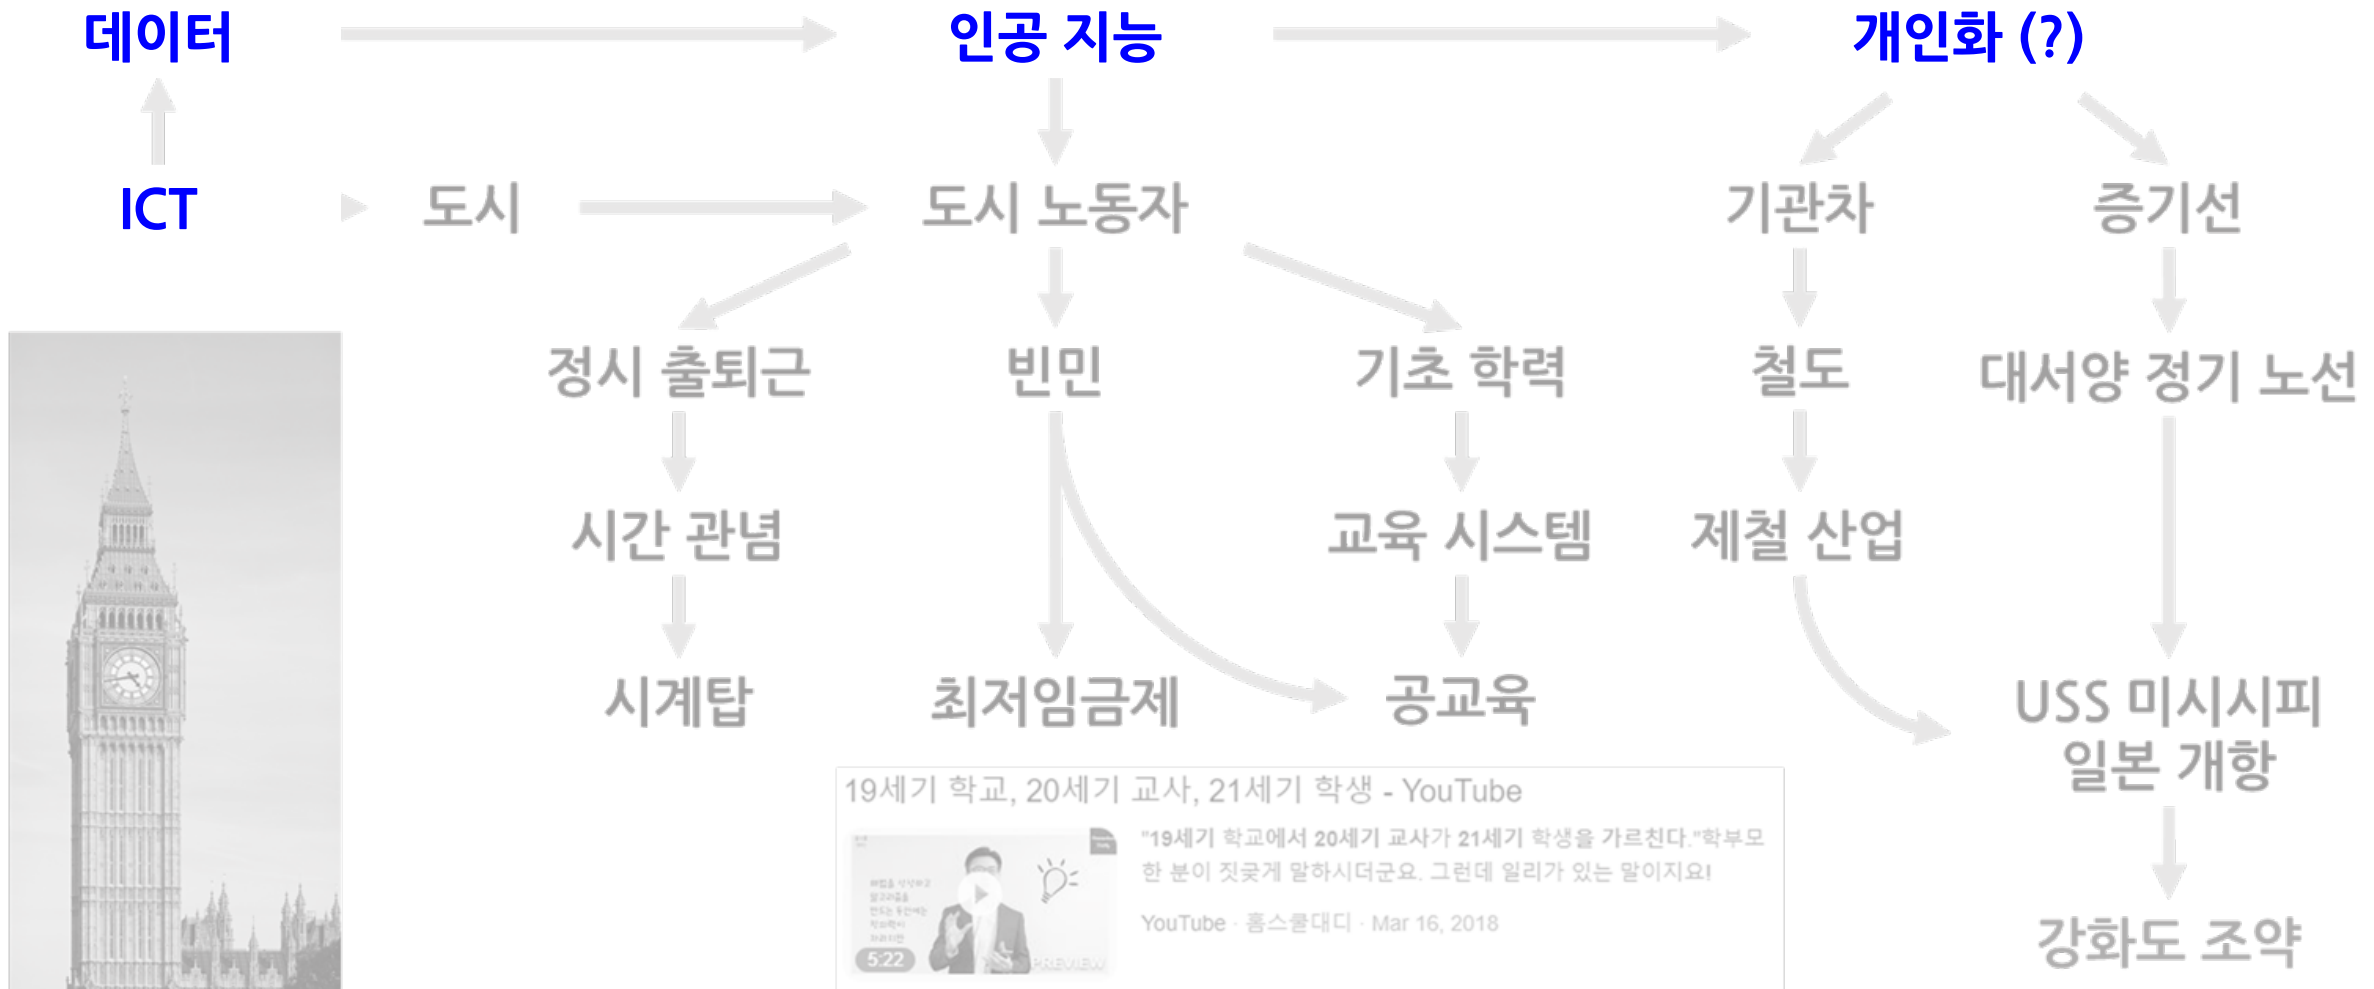 데이터
인공 지능
개인화 (?)
ICT
도시
도시 노동자
기관차
증기선
정시 출퇴근
빈민
기초 학력
철도
대서양 정기 노선
시간 관념
교육 시스템
제철 산업
시계탑
최저임금제
공교육
USS 미시시피
일본 개항
강화도 조약
19세기 학교, 20세기 교사, 21세기 학생 - YouTube
"19세기 학교에서 20세기 교사가 21세기 학생을 가르친다."학부모
한 분이 짓궂게 말하시더군요. 그런데 일리가 있는 말이지요!
YouTube · 홈스쿨대디 · Mar 16, 2018
5:22
PREVIEW